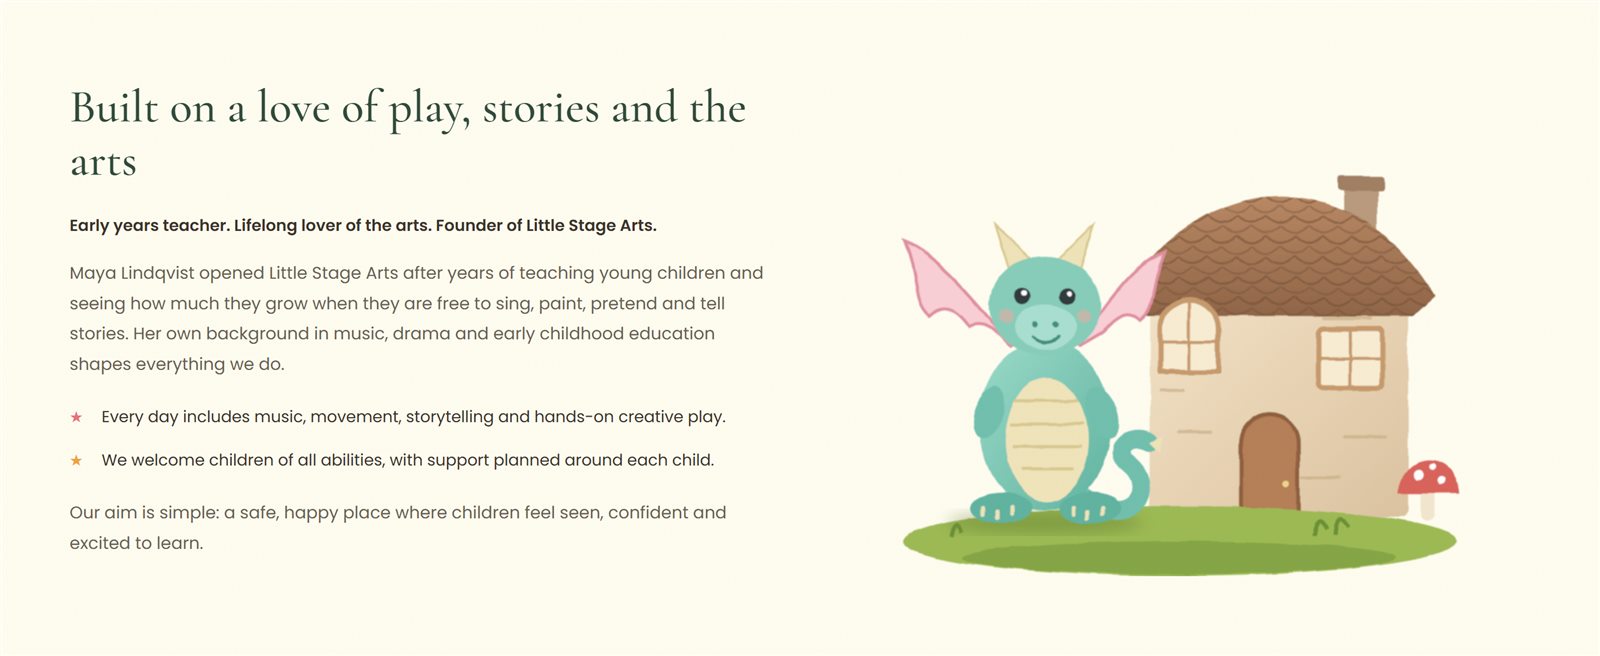 Built on a love of play, stories and the
arts
Early years teacher. Lifelong lover of the arts. Founder of Little Stage Arts.
Maya Lindqvist opened Little Stage Arts after years of teaching young children and
seeing how much they grow when they are free to sing, paint, pretend and tell
stories. Her own background in music, drama and early childhood education
shapes everything we do.
Every day includes music, movement, storytelling and hands-on creative play.
We welcome children of all abilities, with support planned around each child.
Our aim is simple: a safe, happy place where children feel seen, confident and
excited to learn.